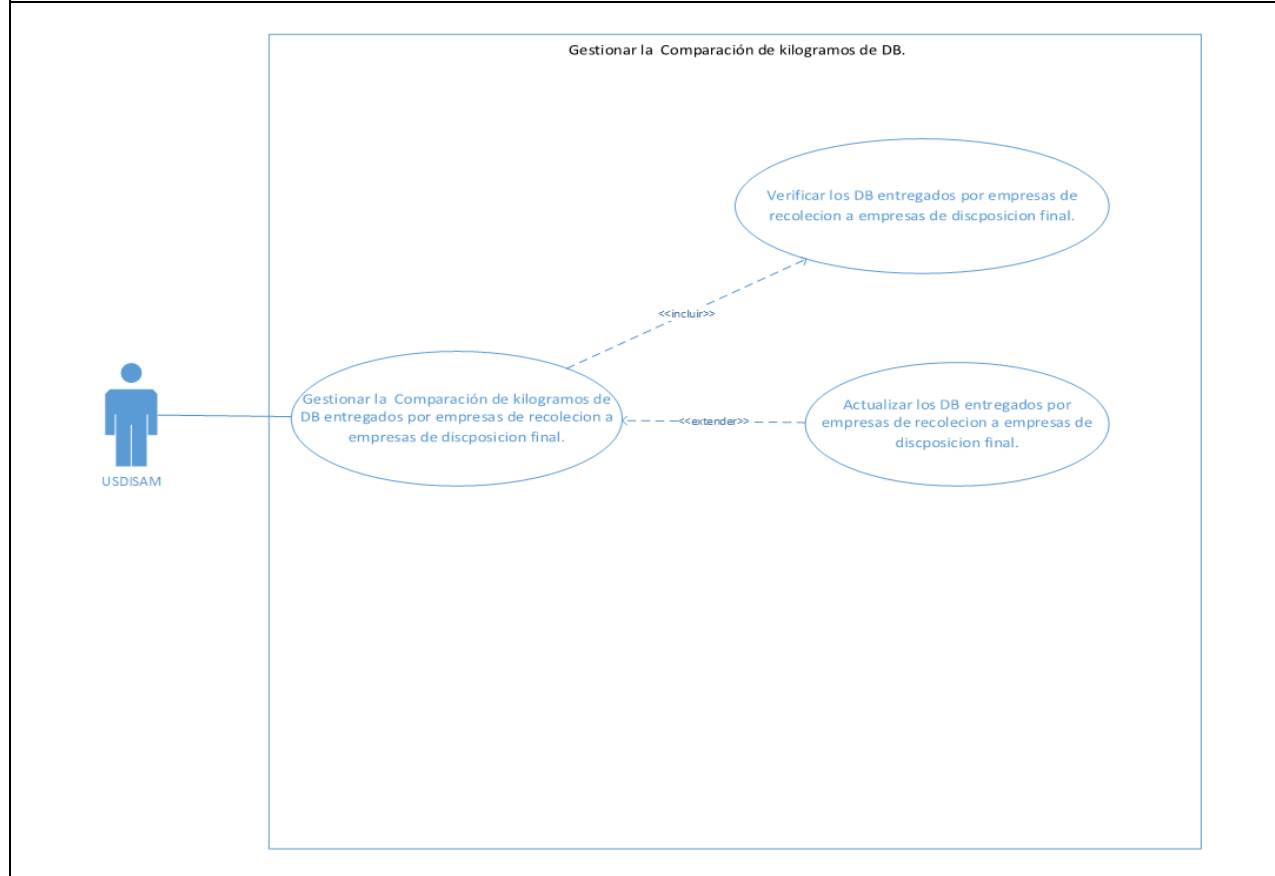 Gestionar la Comparación de kilogramos de DB.
Verificar los DB entregados por empresas de
recolecion a empresas de discposicion final.
<<incluir>>
Gestionar la Comparación de kilogramos de
DB entregados por empresas de recolecion a
empresas de discposicion final.
<<extender>>
Actualizar los DB entregados por
empresas de recolecion a empresas de
discposicion final.
USDISAM